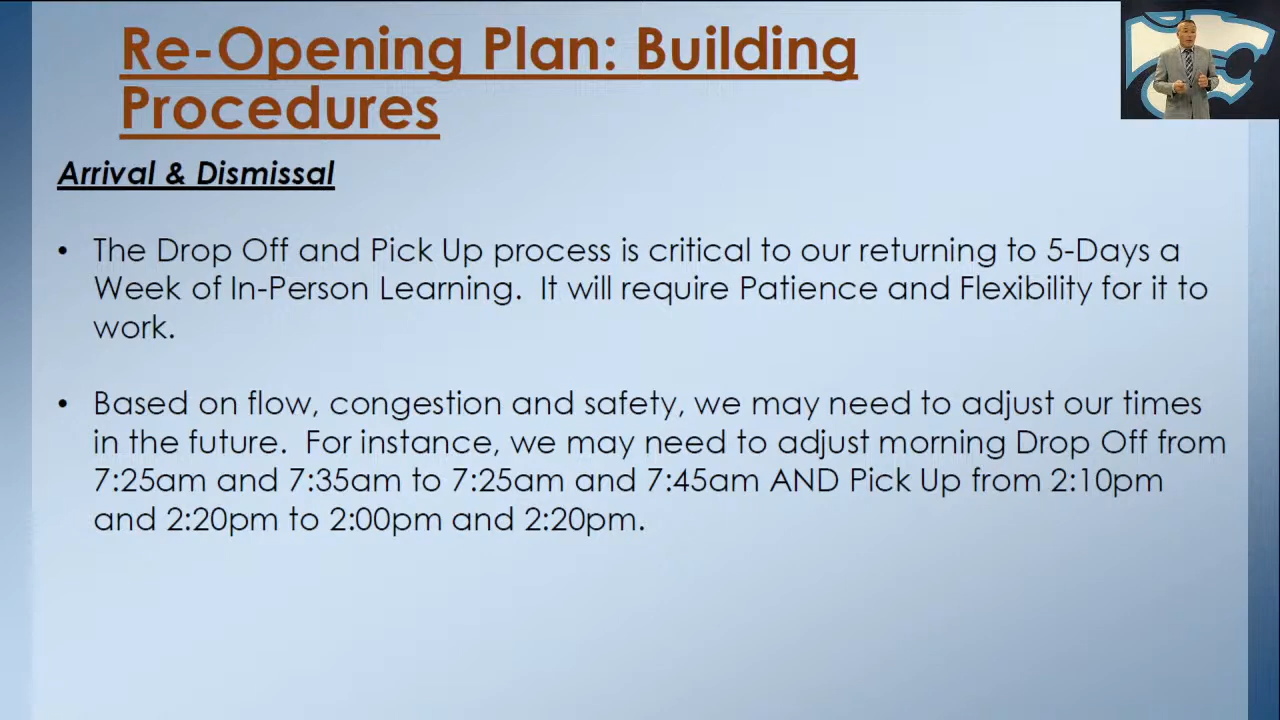 Re-Opening Plan: Building
Procedures
Arrival & Dismissal
• The Drop Off and Pick Up process is critical to our returning to 5-Days a
Week of In-Person Learning.  It will require Patience and Flexibility for it to
work.
• Based on flow, congestion and safety, we may need to adjust our times
in the future.  For instance, we may need to adjust morning Drop Off from
7:25am and 7:35am to 7:25am and 7:45am AND Pick Up from 2:10pm
and 2:20pm to 2:00pm and 2:20pm.